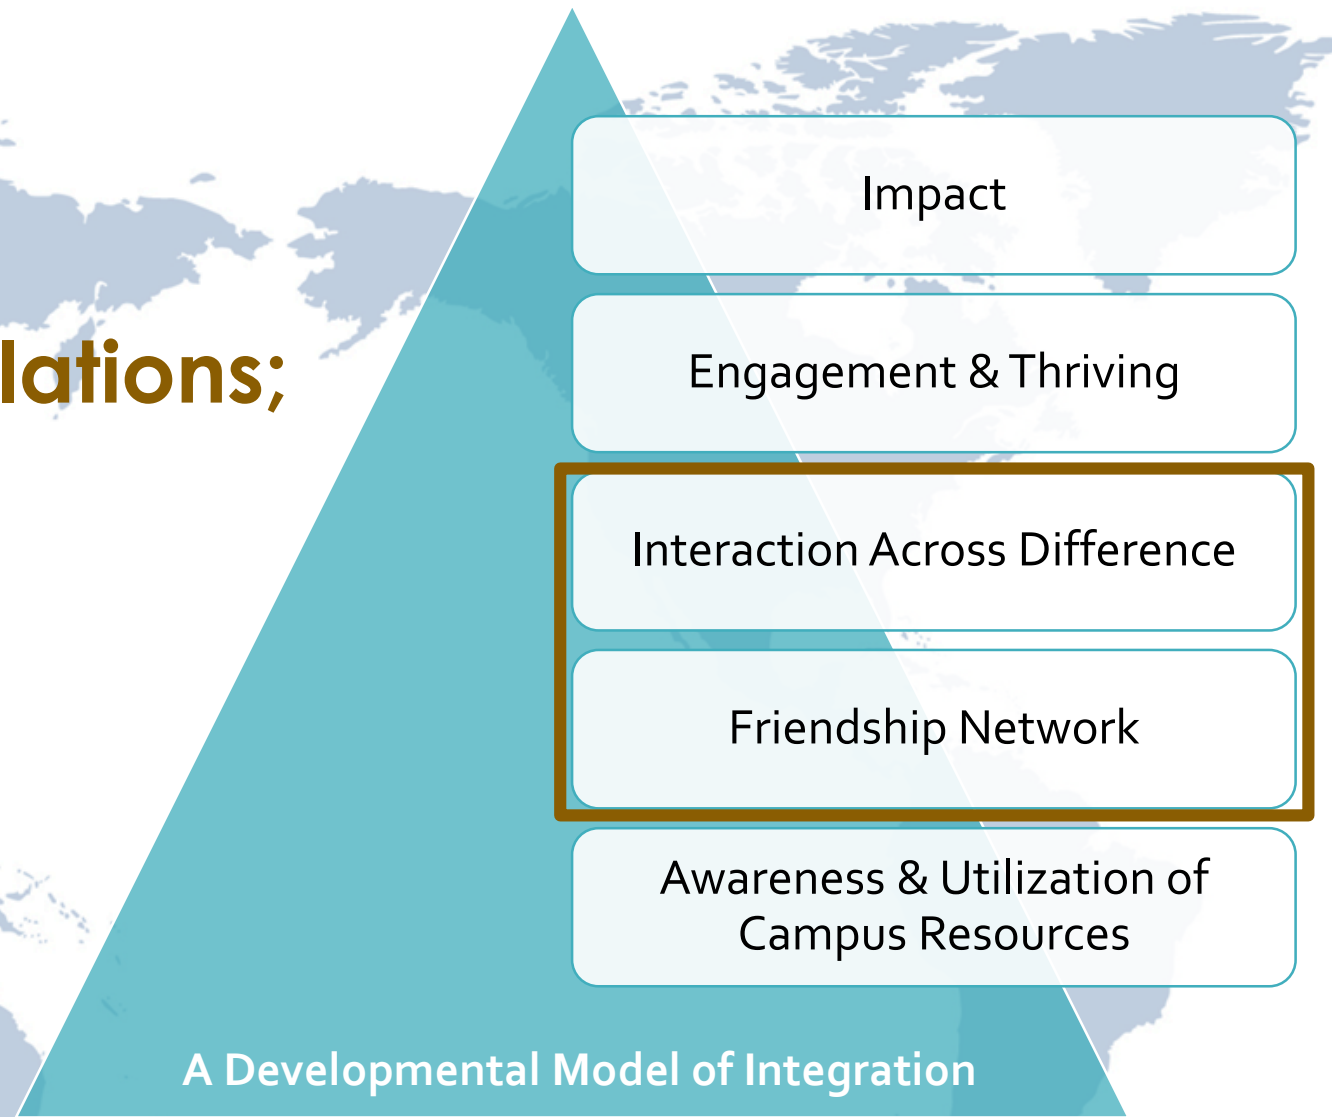 Impact
lations;
Engagement & Thriving
Interaction Across Difference
Friendship Network
Awareness & Utilization of
Campus Resources
A Developmental Model of Integration